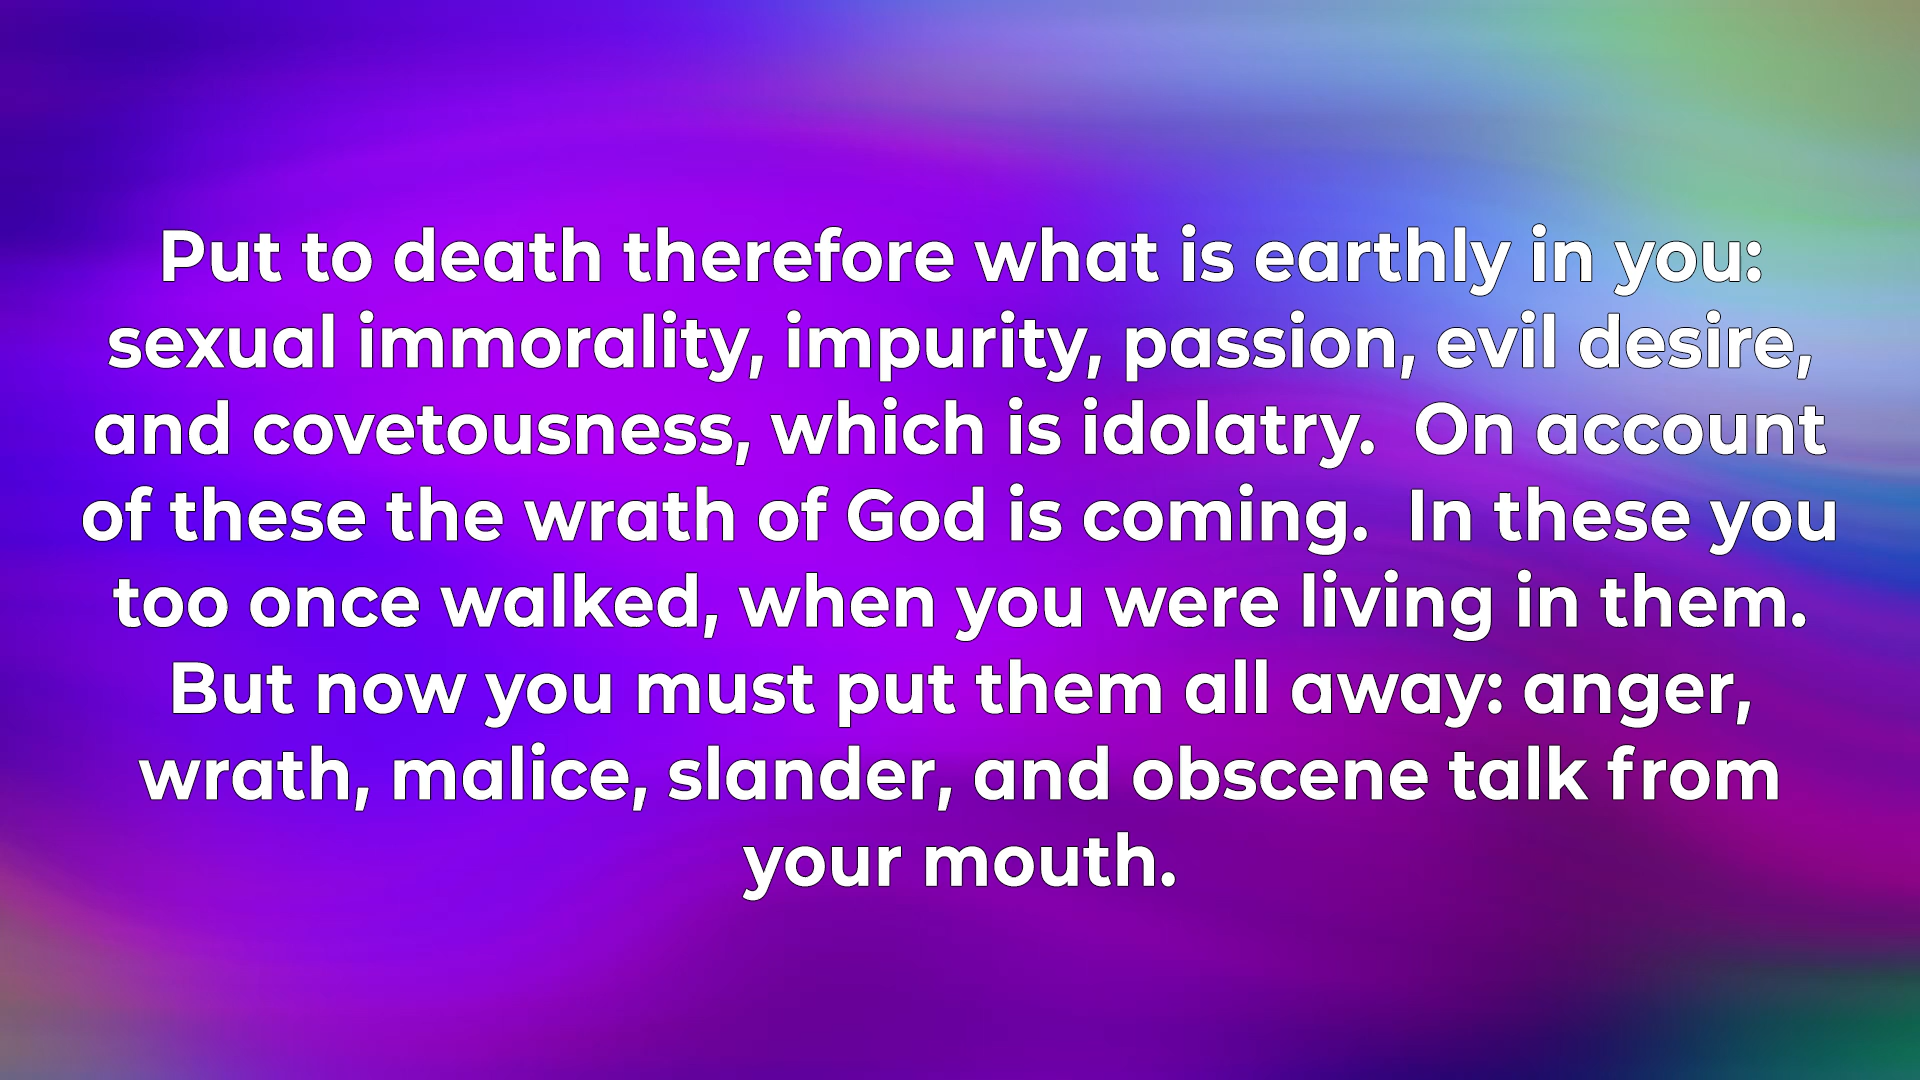 Put to death therefore what is earthly in you:
sexual immorality, impurity, passion, evil desire,
and covetousness, which is idolatry.  On account
of these the wrath of God is coming.  In these you
too once walked, when you were living in them.
But now you must put them all away: anger,
wrath, malice, slander, and obscene talk from
your mouth.